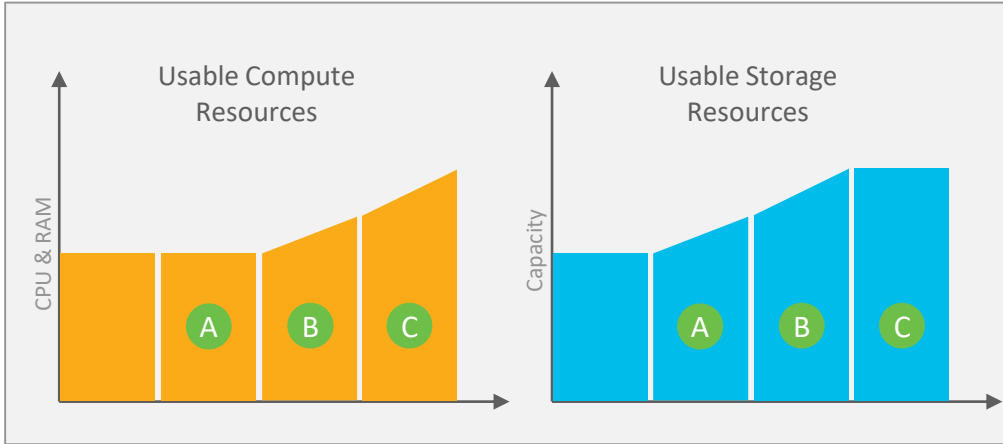 Usable Compute
Resources
CPU & RAM
A
B
C
Usable Storage
Resources
Capacity
A
B
C